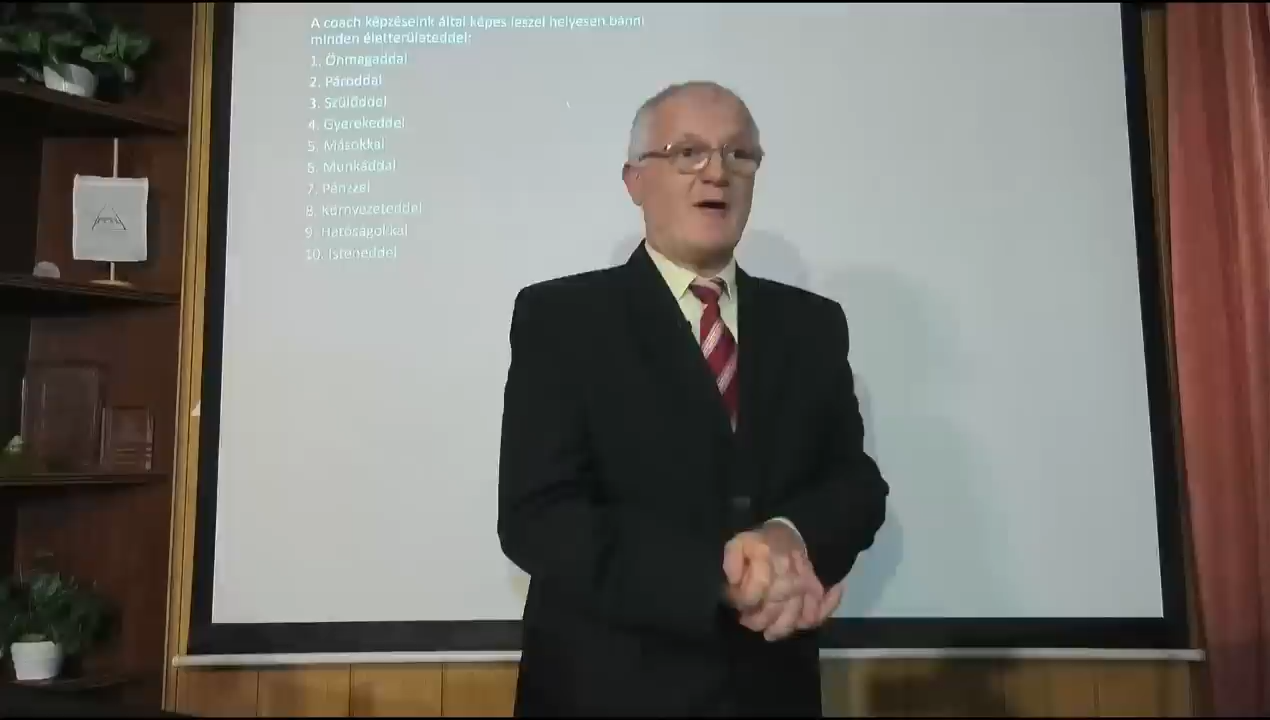 A coach képzéseink által képes leszel helyesen bánni
minden életterületeddel:
1. Önmagaddal
2. Pároddal
3. Szülőddel
4. Gyerekeddel
5. Másokkal
6. Munkáddal
7. Pénzzel
8. Környezeteddel
9. Hatóságokkal
10. Isteneddel